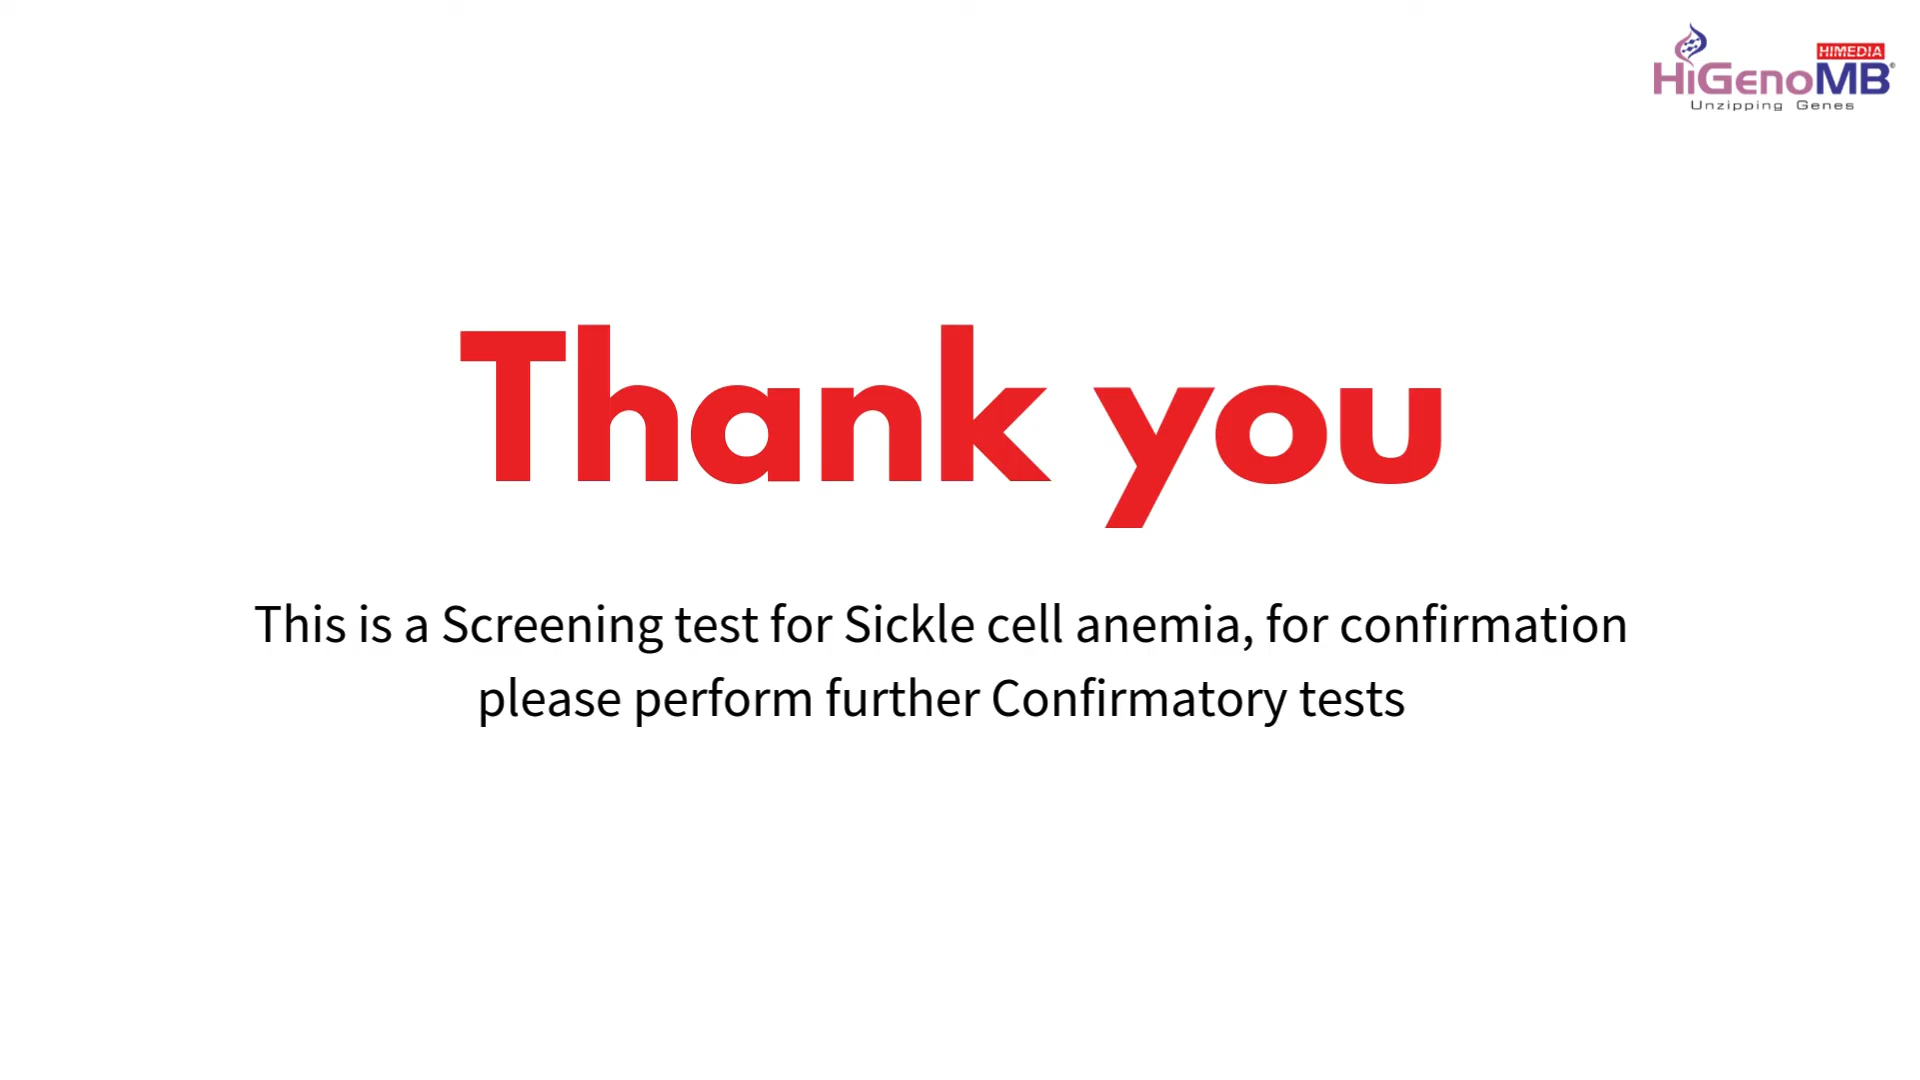 HIMEDIA
HiGenoMB®
Unzipping Genes
Thank you
This is a Screening test for Sickle cell anemia, for confirmation
please perform further Confirmatory tests